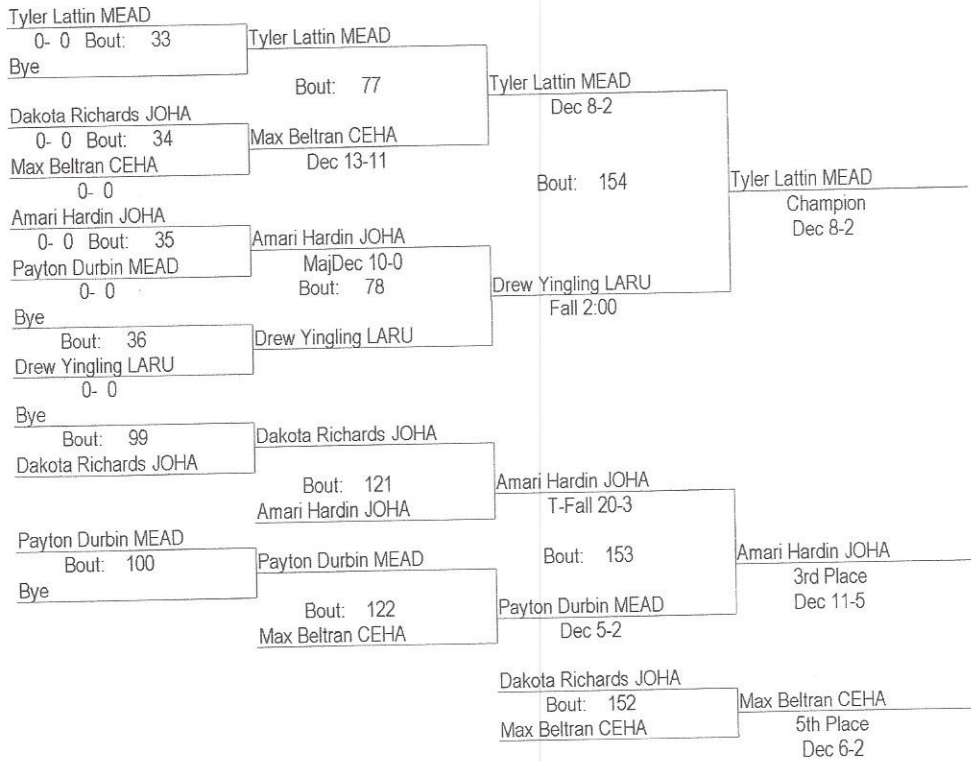 Tyler Lattin MEAD
0- 0 Bout: 33
Bye
Tyler Lattin MEAD
Bout: 77
Dakota Richards JOHA
0- 0 Bout: 34
Max Beltran CEHA
0- 0
Max Beltran CEHA
Dec 13-11
Tyler Lattin MEAD
Dec 8-2
Bout: 154
Tyler Lattin MEAD
Champion
Dec 8-2
Amari Hardin JOHA
0- 0 Bout: 35
Payton Durbin MEAD
0- 0
Amari Hardin JOHA
MajDec 10-0
Bout: 78
Bye
Bout: 36
Drew Yingling LARU
0- 0
Drew Yingling LARU
Drew Yingling LARU
Fall 2:00
Bye
Bout: 99
Dakota Richards JOHA
Dakota Richards JOHA
Bout: 121
Amari Hardin JOHA
Amari Hardin JOHA
T-Fall 20-3
Bout: 153
Payton Durbin MEAD
Bout: 100
Bye
Payton Durbin MEAD
Bout: 122
Max Beltran CEHA
Payton Durbin MEAD
Dec 5-2
Amari Hardin JOHA
3rd Place
Dec 11-5
Dakota Richards JOHA
Bout: 152
Max Beltran CEHA
Max Beltran CEHA
5th Place
Dec 6-2